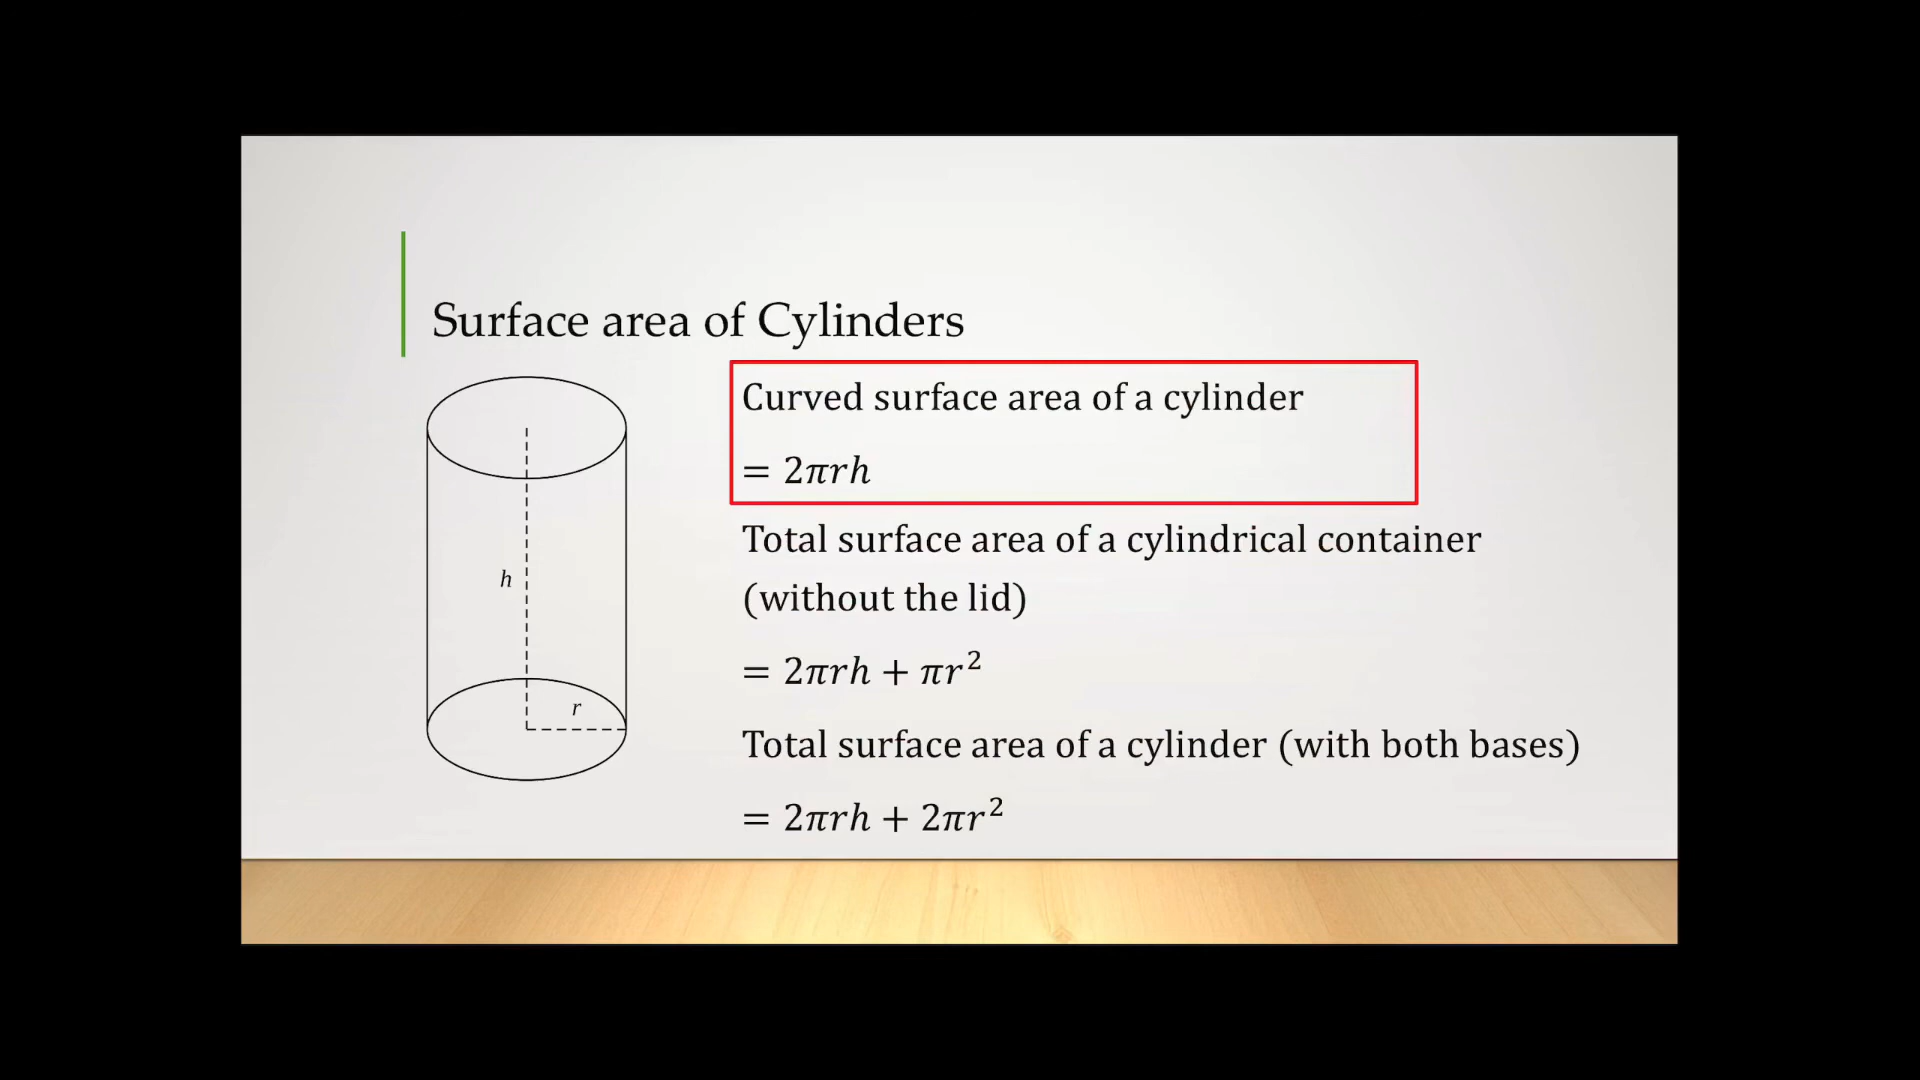 Surface area of Cylinders
Curved surface area of a cylinder
= 2𝜋𝑟ℎ
Total surface area of a cylindrical container
(without the lid)
= 2𝜋𝑟ℎ + 𝜋𝑟²
Total surface area of a cylinder (with both bases)
= 2𝜋𝑟ℎ + 2𝜋𝑟²
h
r